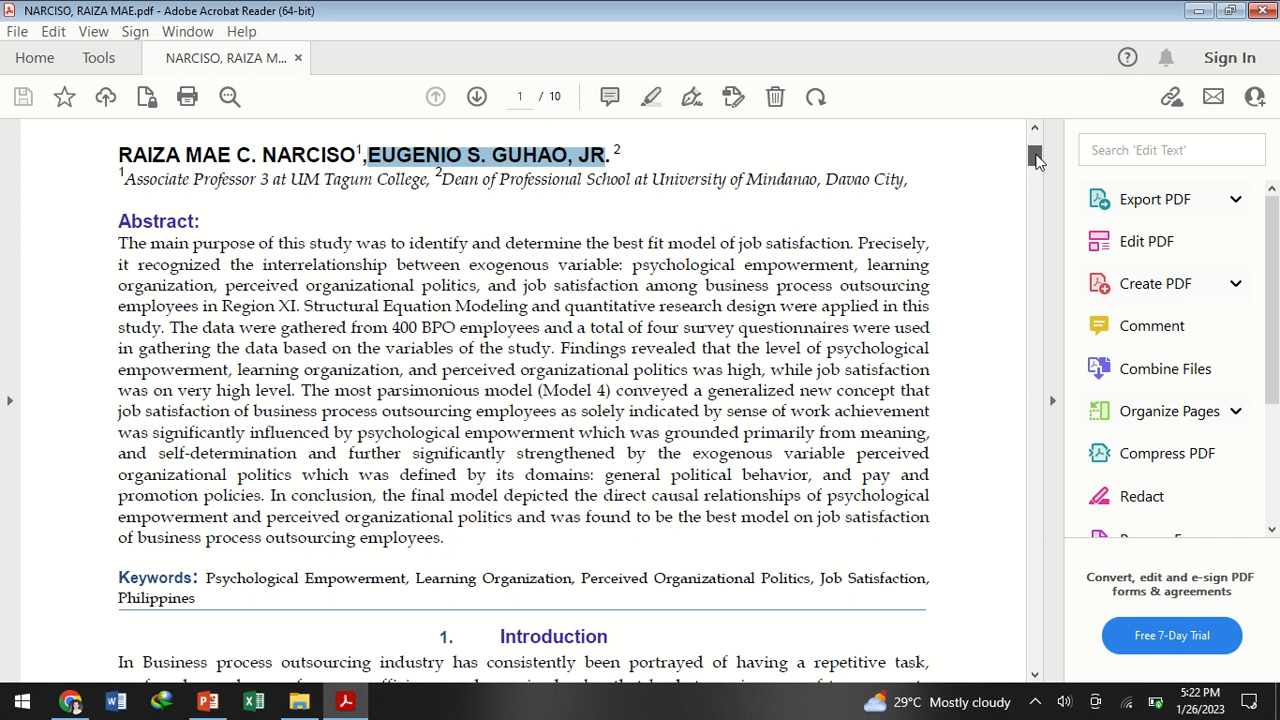 NARCISO, RAIZA MAE.pdf - Adobe Acrobat Reader (64-bit)
File Edit View Sign Window Help
Home Tools NARCISO, RAIZA M... × Sign In
1 / 10
RAIZA MAE C. NARCISO1,EUGENIO S. GUHAO, JR. 2
1Associate Professor 3 at UM Tagum College, 2Dean of Professional School at University of Mindanao, Davao City,
Abstract:
The main purpose of this study was to identify and determine the best fit model of job satisfaction. Precisely,
it recognized the interrelationship between exogenous variable: psychological empowerment, learning
organization, perceived organizational politics, and job satisfaction among business process outsourcing
employees in Region XI. Structural Equation Modeling and quantitative research design were applied in this
study. The data were gathered from 400 BPO employees and a total of four survey questionnaires were used
in gathering the data based on the variables of the study. Findings revealed that the level of psychological
empowerment, learning organization and perceived organizational politics was high, while job satisfaction
was on very high level. The most parsimonious model (Model 4) conveyed a generalized new concept that
job satisfaction of business process outsourcing employees as solely indicated by sense of work achievement
was significantly influenced by psychological empowerment which was grounded primarily from meaning,
and self-determination and further significantly strengthened by the exogenous variable perceived
organizational politics which was defined by its domains: general political behavior, and pay and
promotion policies. In conclusion, the final model depicted the direct causal relationships of psychological
empowerment and perceived organizational politics and was found to be the best model on job satisfaction
of business process outsourcing employees.
Keywords: Psychological Empowerment, Learning Organization, Perceived Organizational Politics, Job Satisfaction,
Philippines
1. Introduction
In Business process outsourcing industry has consistently been portrayed of having a repetitive task,
Search 'Edit Text'
Export PDF
Edit PDF
Create PDF
Comment
Combine Files
Organize Pages
Compress PDF
Redact
Convert, edit and e-sign PDF
forms & agreements
Free 7-Day Trial
29°C Mostly cloudy
5:22 PM
1/26/2023